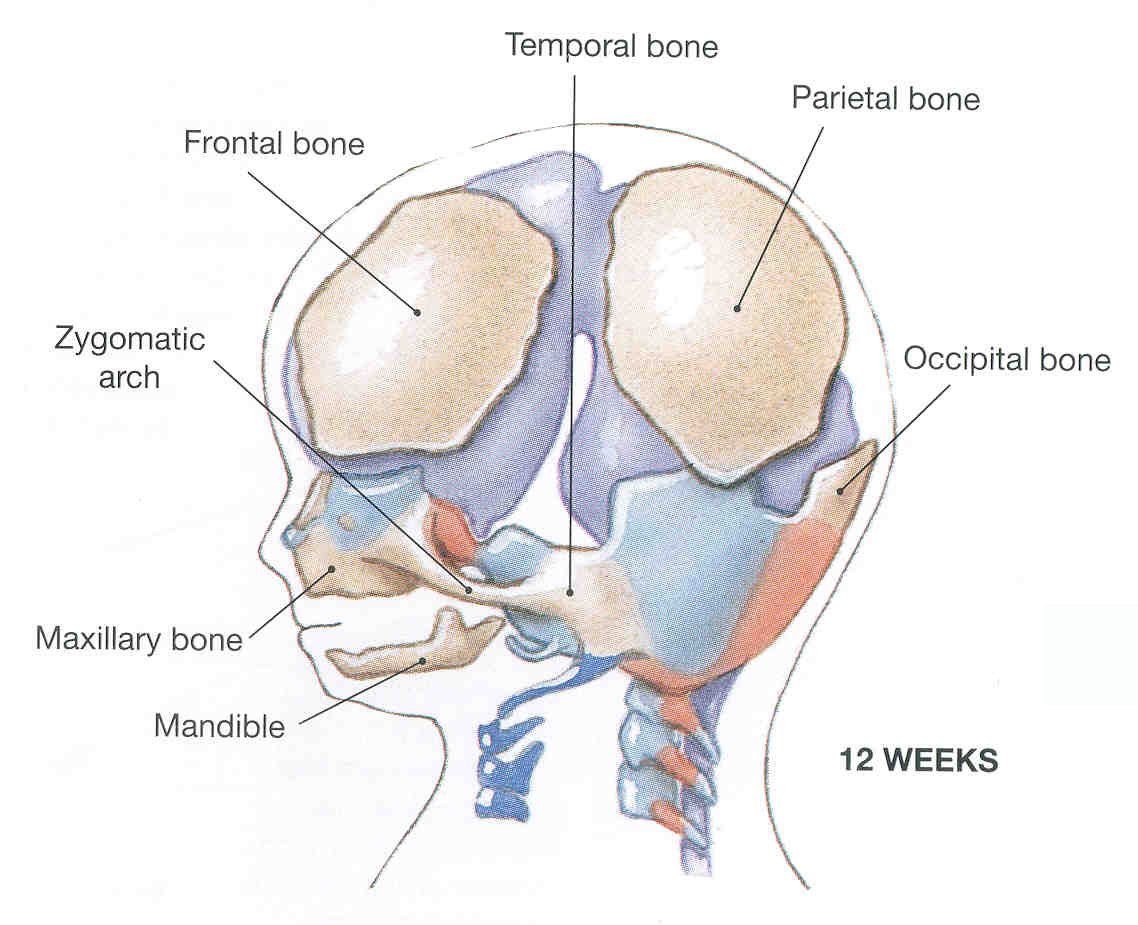 Temporal bone
Parietal bone
Frontal bone
Zygomatic
arch
Occipital bone
Maxillary bone
Mandible
12 WEEKS